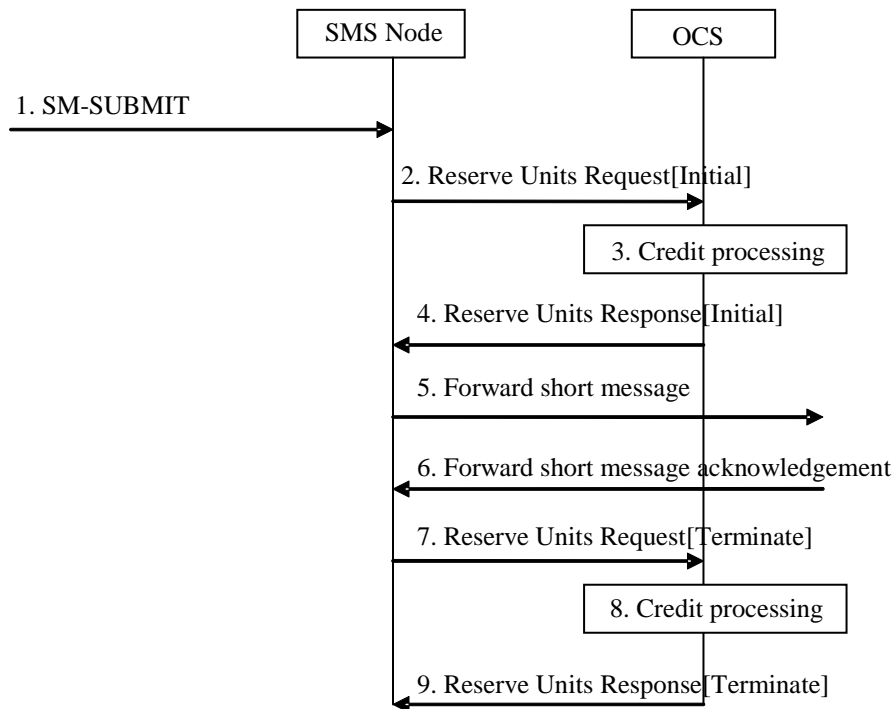 SMS Node
OCS
1. SM-SUBMIT
2. Reserve Units Request[Initial]
3. Credit processing
4. Reserve Units Response[Initial]
5. Forward short message
6. Forward short message acknowledgement
7. Reserve Units Request[Terminate]
8. Credit processing
9. Reserve Units Response[Terminate]